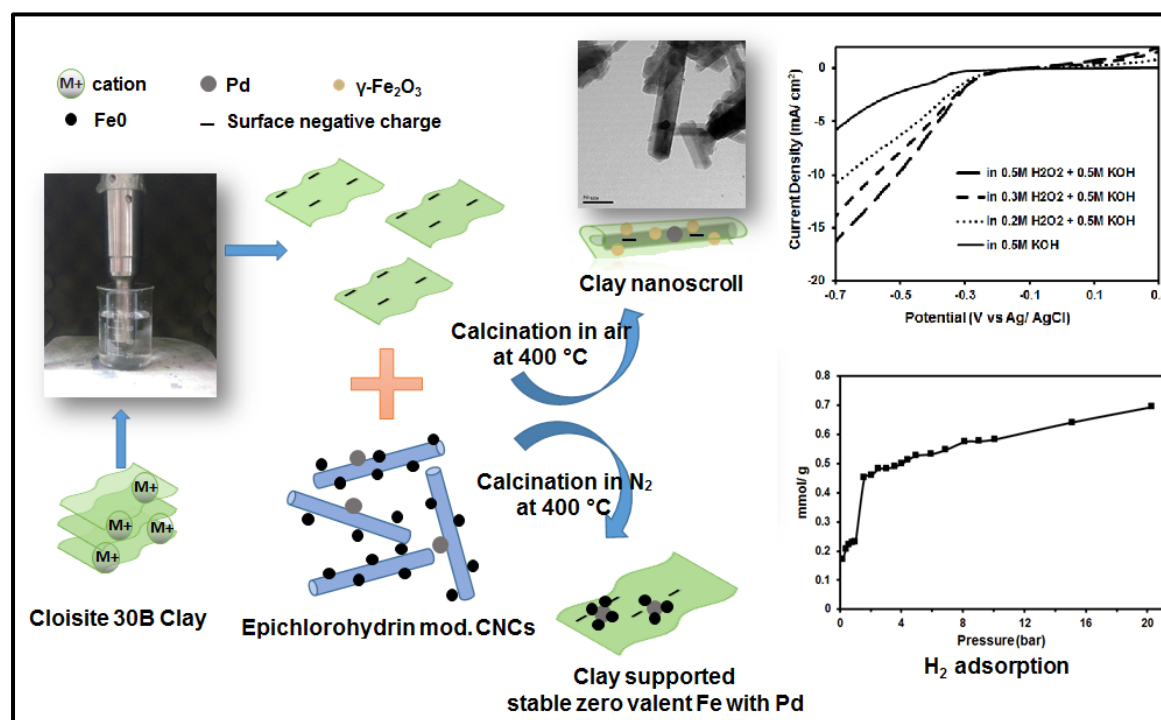 M+ cation
Pd
γ-Fe₂O₃
Fe0
Surface negative charge
M+
M+
M+
M+
Cloisite 30B Clay
Epichlorohydrin mod. CNCs
Calcination in air
at 400 °C
Calcination in N₂
at 400 °C
Clay nanoscroll
Clay supported
stable zero valent Fe with Pd
Current Density (mA/ cm²)
0
-5
-10
-15
-20
in 0.5M H2O2 + 0.5M KOH
in 0.3M H2O2 + 0.5M KOH
in 0.2M H2O2 + 0.5M KOH
in 0.5M KOH
-0.7 -0.5 -0.3 -0.1 0.1 0.
Potential (V vs Ag/ AgCl)
mmol/ g
0.8
0.7
0.6
0.5
0.4
0.3
0.2
0.1
0
0 4 8 12 16 20
Pressure (bar)
H₂ adsorption